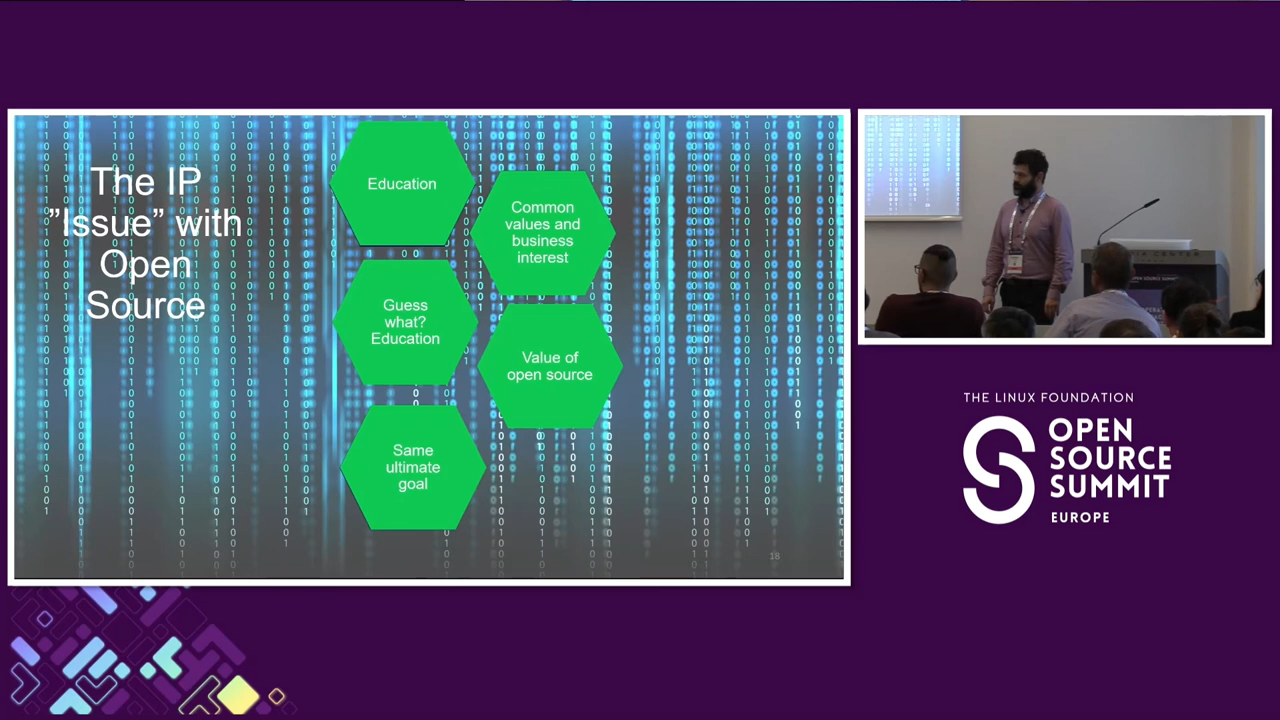 The IP
”Issue” with
Open
Source
Education
Common
values and
business
interest
Guess
what?
Education
Value of
open source
Same
ultimate
goal
18
THE LINUX FOUNDATION
OPEN
SOURCE
SUMMIT
EUROPE